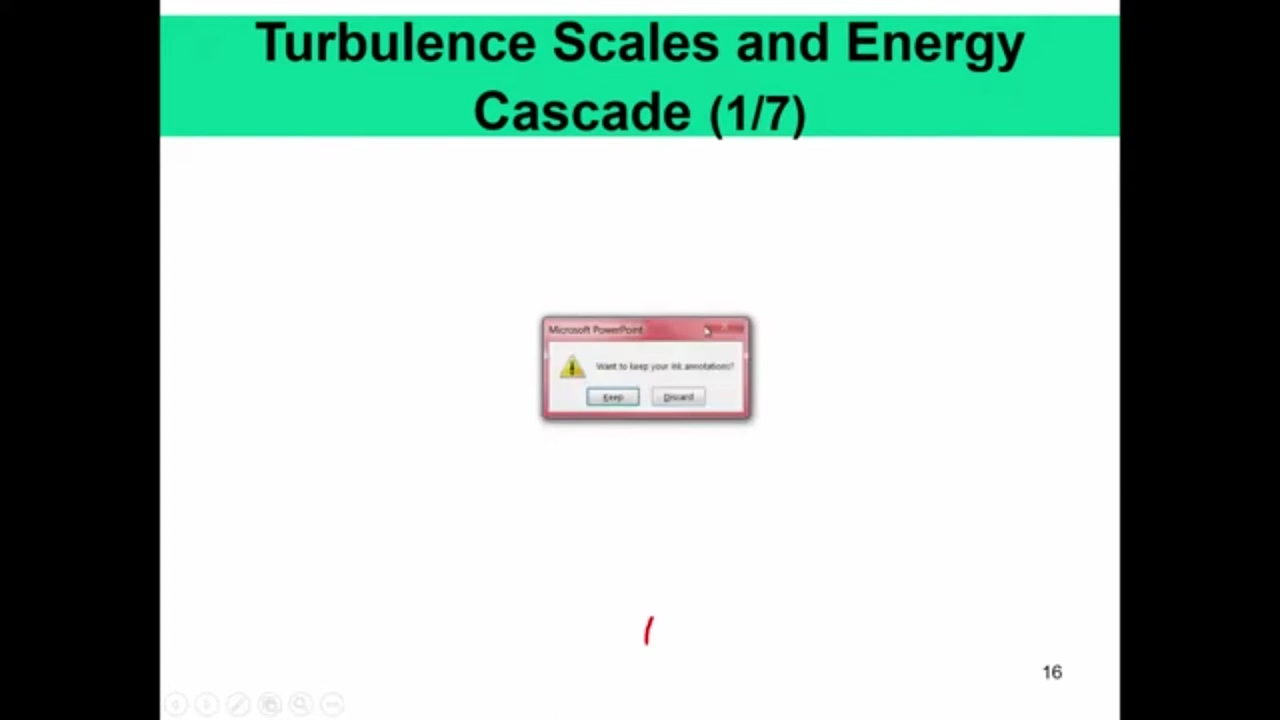 Turbulence Scales and Energy
Cascade (1/7)
Microsoft PowerPoint
Want to keep your ink annotations?
Keep
Discard
16